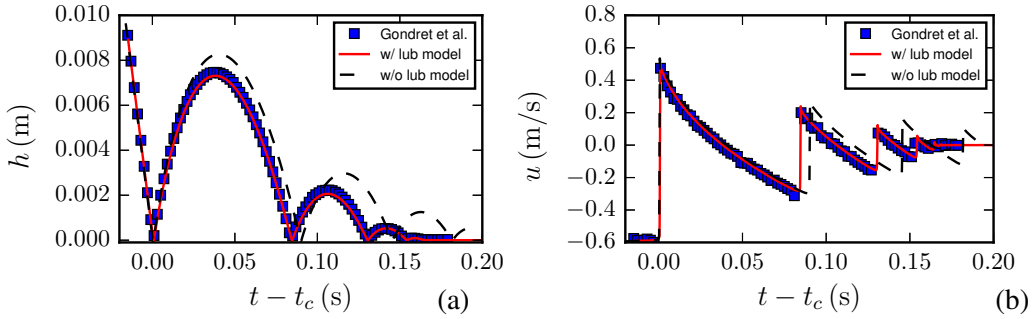 0.010
0.008
0.006
0.004
0.002
0.000
h (m)
0.00 0.05 0.10 0.15 0.20
t − t_c (s)
(a)
Gondret et al.
w/ lub model
w/o lub model
0.8
0.6
0.4
0.2
0.0
−0.2
−0.4
−0.6
u (m/s)
0.00 0.05 0.10 0.15 0.20
t − t_c (s)
(b)
Gondret et al.
w/ lub model
w/o lub model